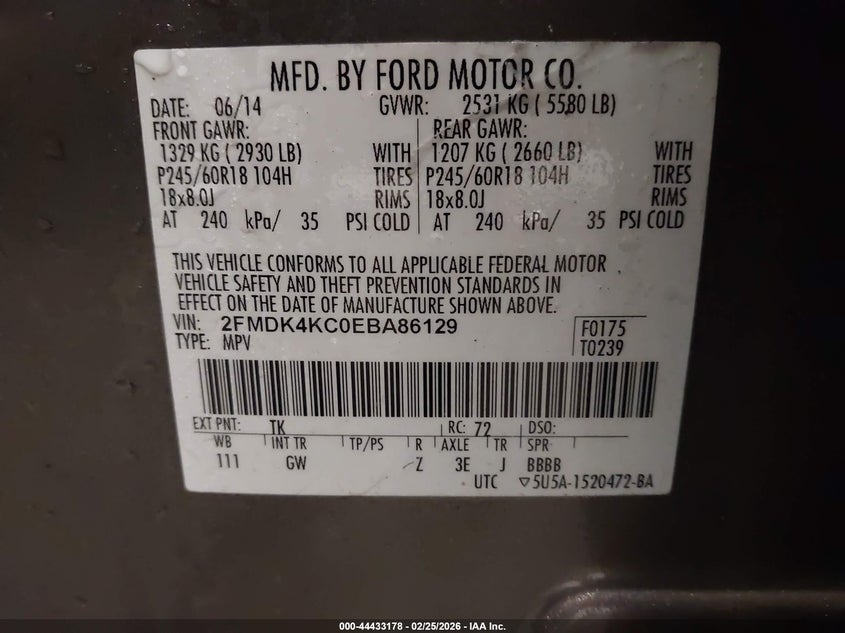 MFD. BY FORD MOTOR CO.
DATE: 06/14 GVWR: 2531 KG ( 5580 LB)
FRONT GAWR: REAR GAWR:
1329 KG ( 2930 LB) WITH 1207 KG ( 2660 LB) WITH
P245/60R18 104H TIRES P245/60R18 104H TIRES
18x8.0J RIMS 18x8.0J RIMS
AT 240 kPa/ 35 PSI COLD AT 240 kPa/ 35 PSI COLD
THIS VEHICLE CONFORMS TO ALL APPLICABLE FEDERAL MOTOR
VEHICLE SAFETY AND THEFT PREVENTION STANDARDS IN
EFFECT ON THE DATE OF MANUFACTURE SHOWN ABOVE.
VIN: 2FMDK4KC0EBA86129 F0175
TYPE: MPV T0239
EXT PNT: TK RC: 72 DSO:
WB INT TR TP/PS R AXLE TR SPR
111 GW Z 3E J BBBB
UTC ▽5U5A-1520472-BA
000-44433178 - 02/25/2026 - IAA Inc.